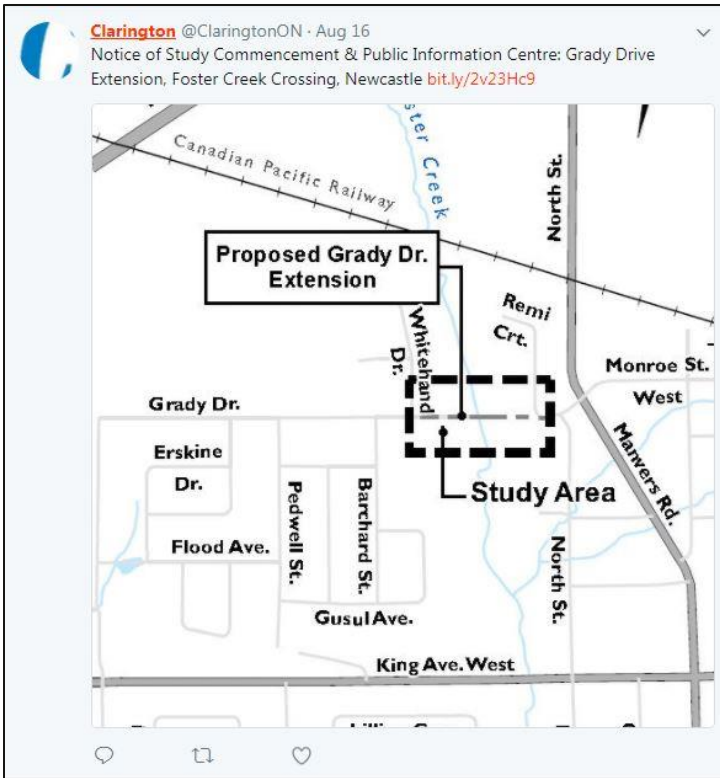 Clarington @ClaringtonON · Aug 16
Notice of Study Commencement & Public Information Centre: Grady Drive
Extension, Foster Creek Crossing, Newcastle bit.ly/2v23Hc9
ster Creek
Canadian Pacific Railway
North St.
Proposed Grady Dr.
Extension
Remi
Crt.
Whitehand
Dr.
Monroe St.
West
Grady Dr.
Erskine
Dr.
Study Area
Manvers Rd.
Pedwell St.
Barchard St.
Flood Ave.
North St.
Gusul Ave.
King Ave. West